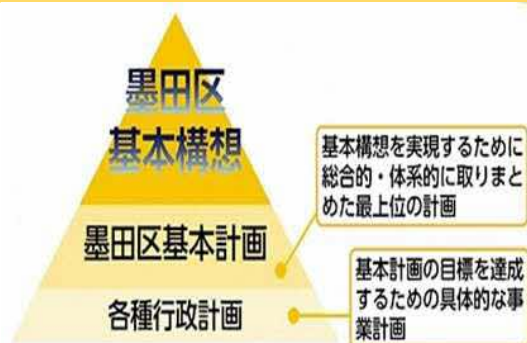 墨田区
基本構想
基本構想を実現するために
総合的・体系的に取りまと
めた最上位の計画
墨田区基本計画
基本計画の目標を達成
するための具体的な事
業計画
各種行政計画